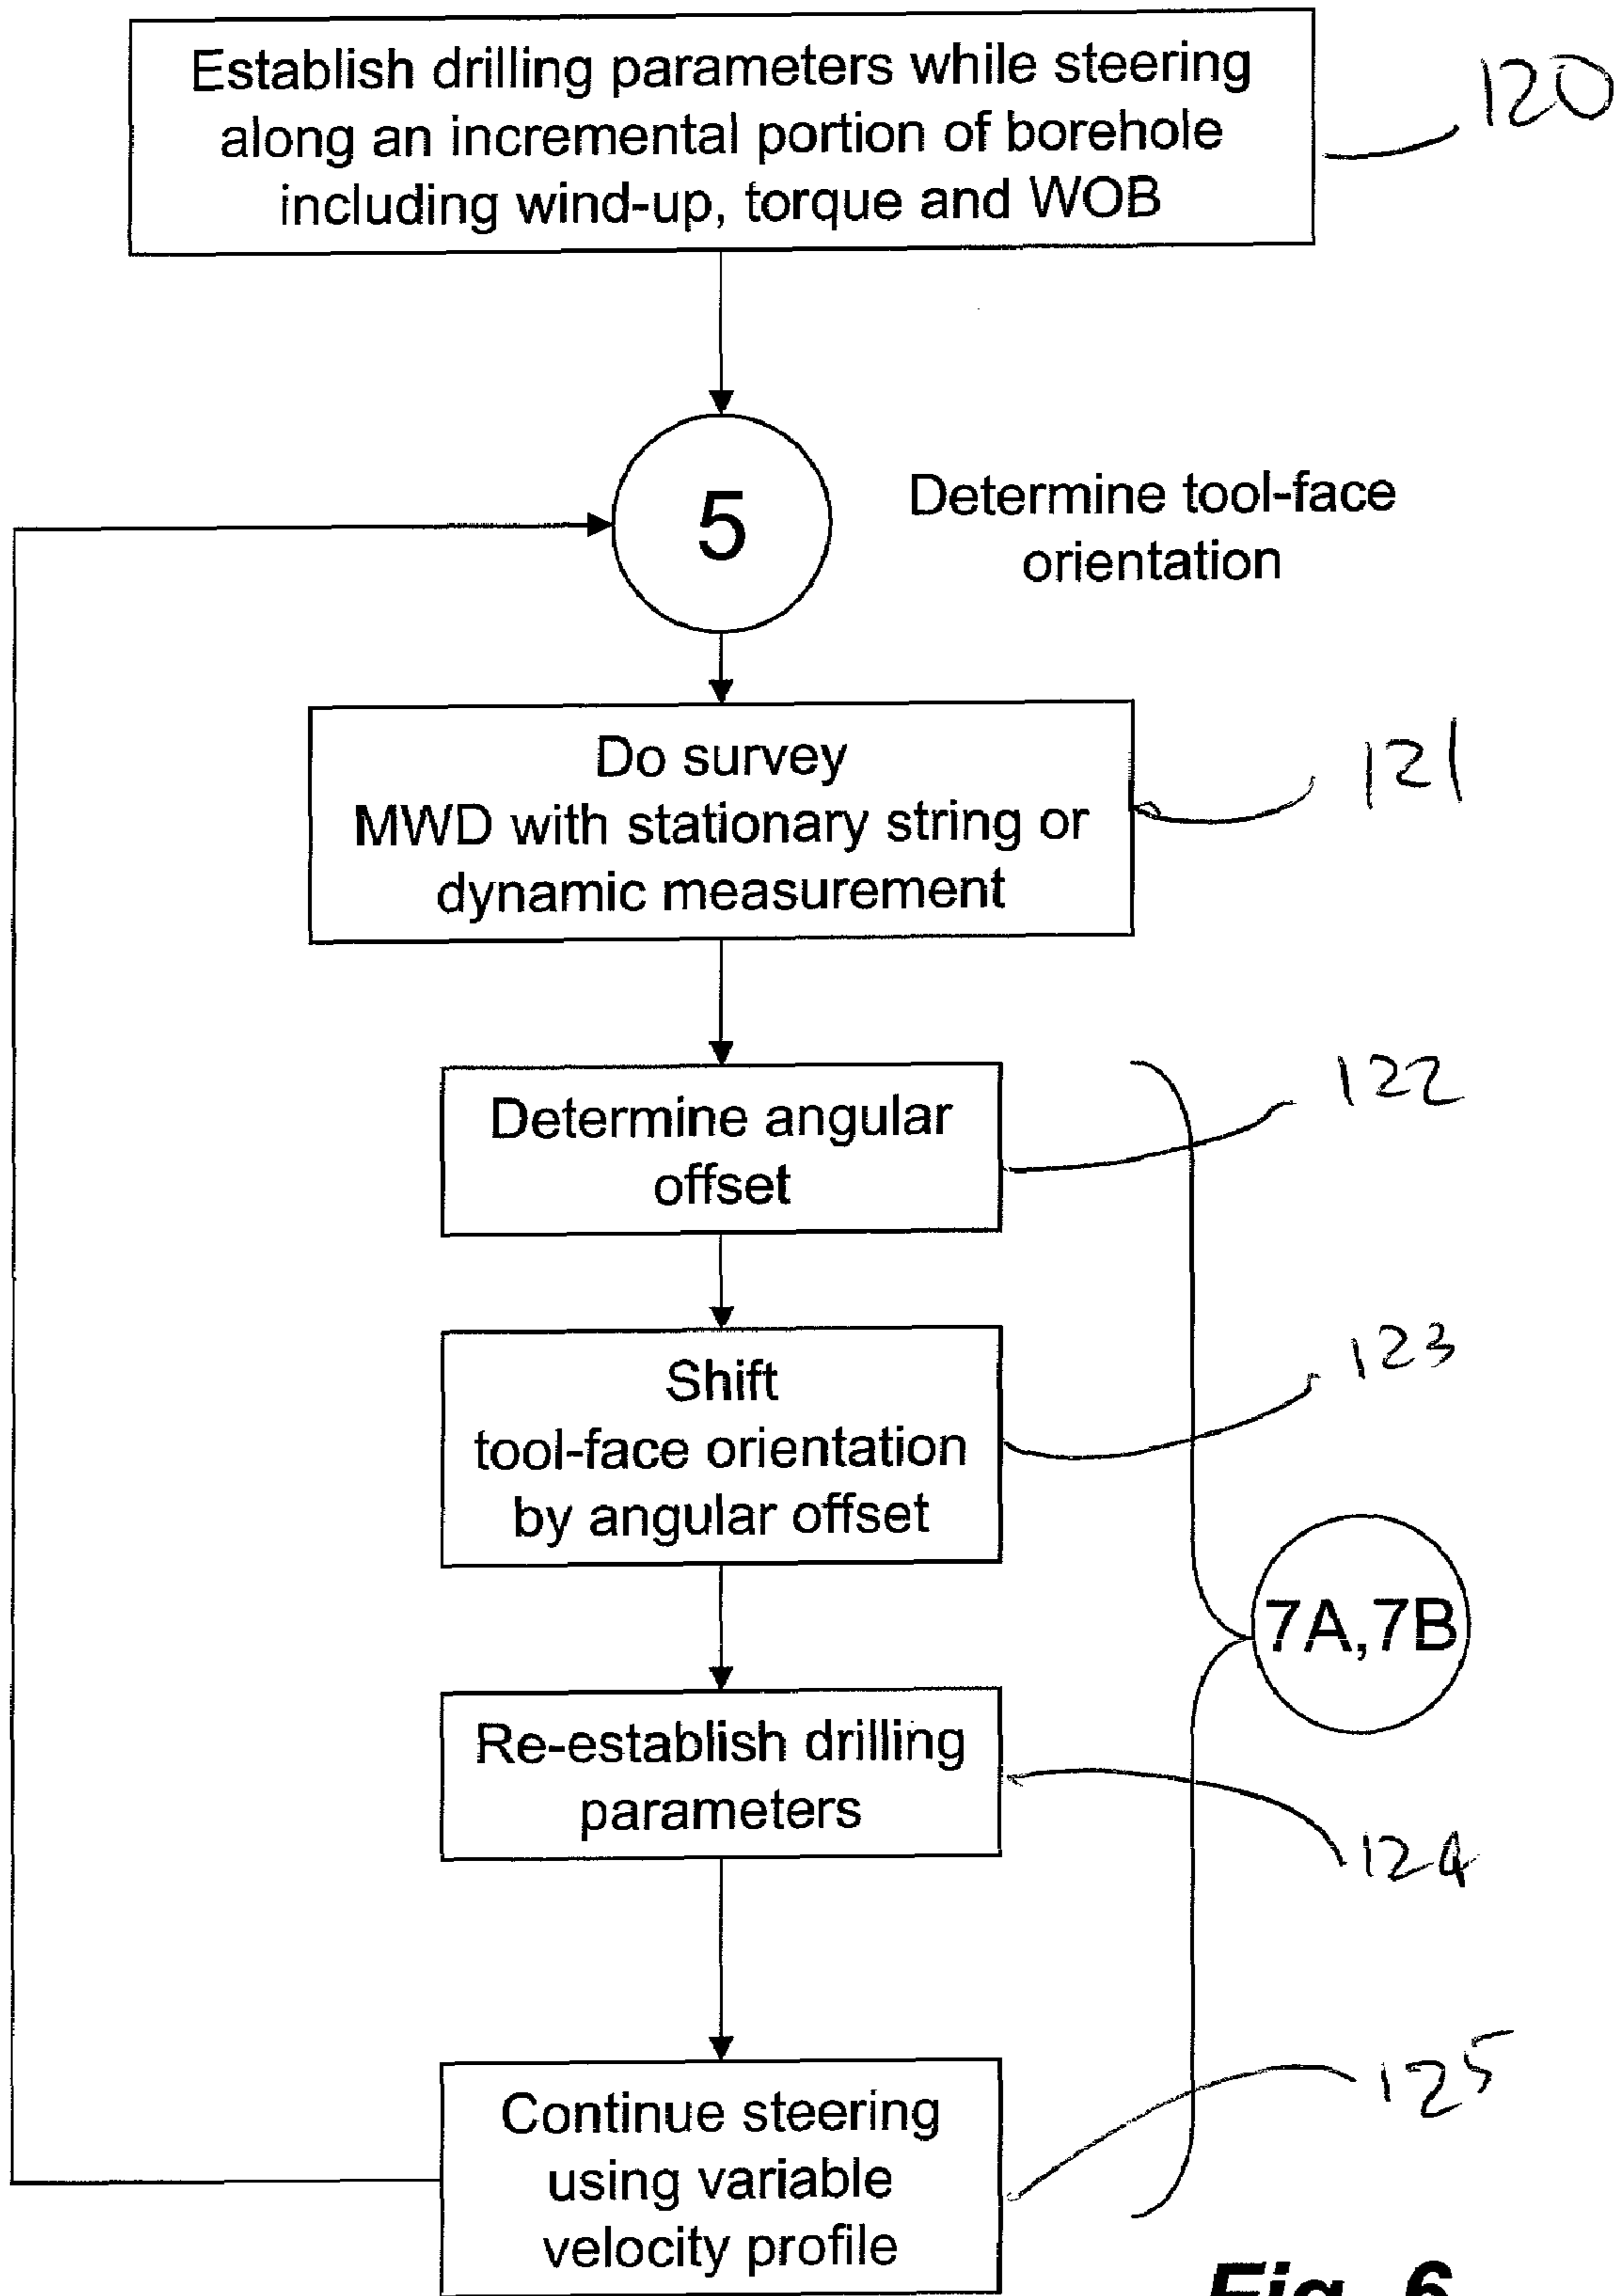 Establish drilling parameters while steering
along an incremental portion of borehole
including wind-up, torque and WOB
120
5
Determine tool-face
orientation
Do survey
MWD with stationary string or
dynamic measurement
121
Determine angular
offset
122
Shift
tool-face orientation
by angular offset
123
7A,7B
Re-establish drilling
parameters
124
Continue steering
using variable
velocity profile
125
Fig. 6